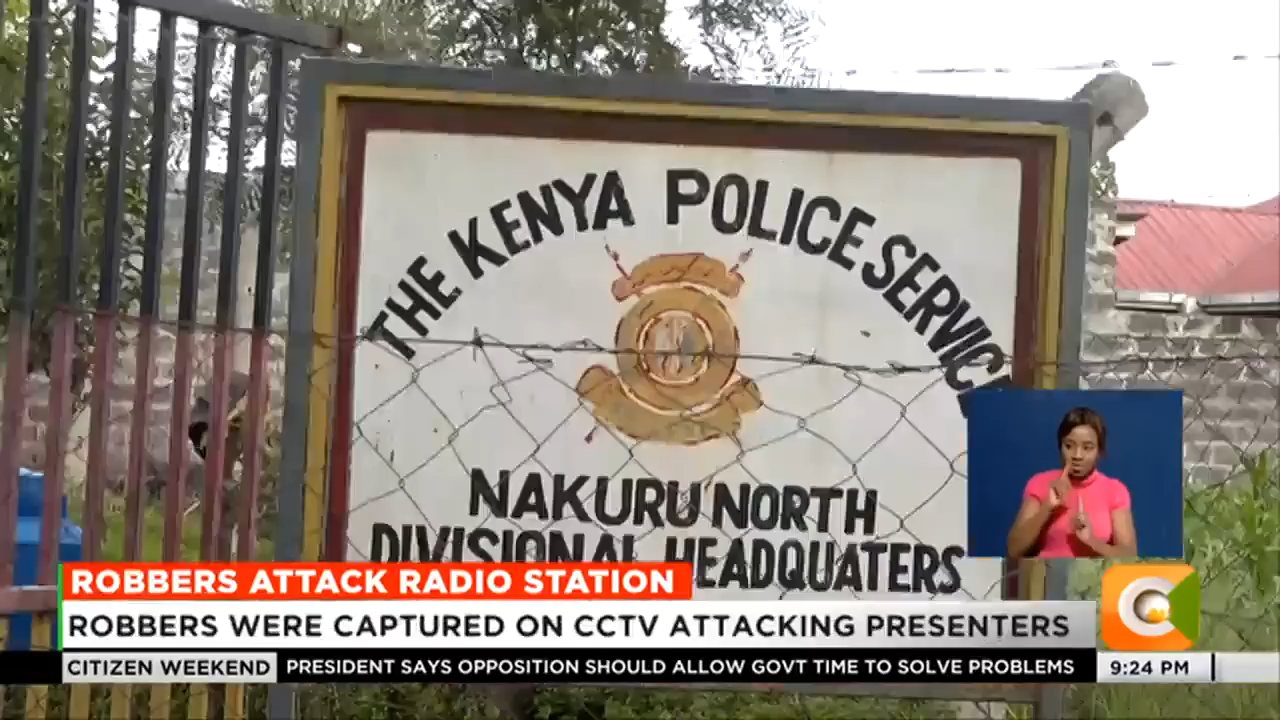 THE KENYA POLICE SERVICE
NAKURU NORTH
DIVISIONAL HEADQUATERS
ROBBERS ATTACK RADIO STATION
ROBBERS WERE CAPTURED ON CCTV ATTACKING PRESENTERS
CITIZEN WEEKEND PRESIDENT SAYS OPPOSITION SHOULD ALLOW GOVT TIME TO SOLVE PROBLEMS 9:24 PM